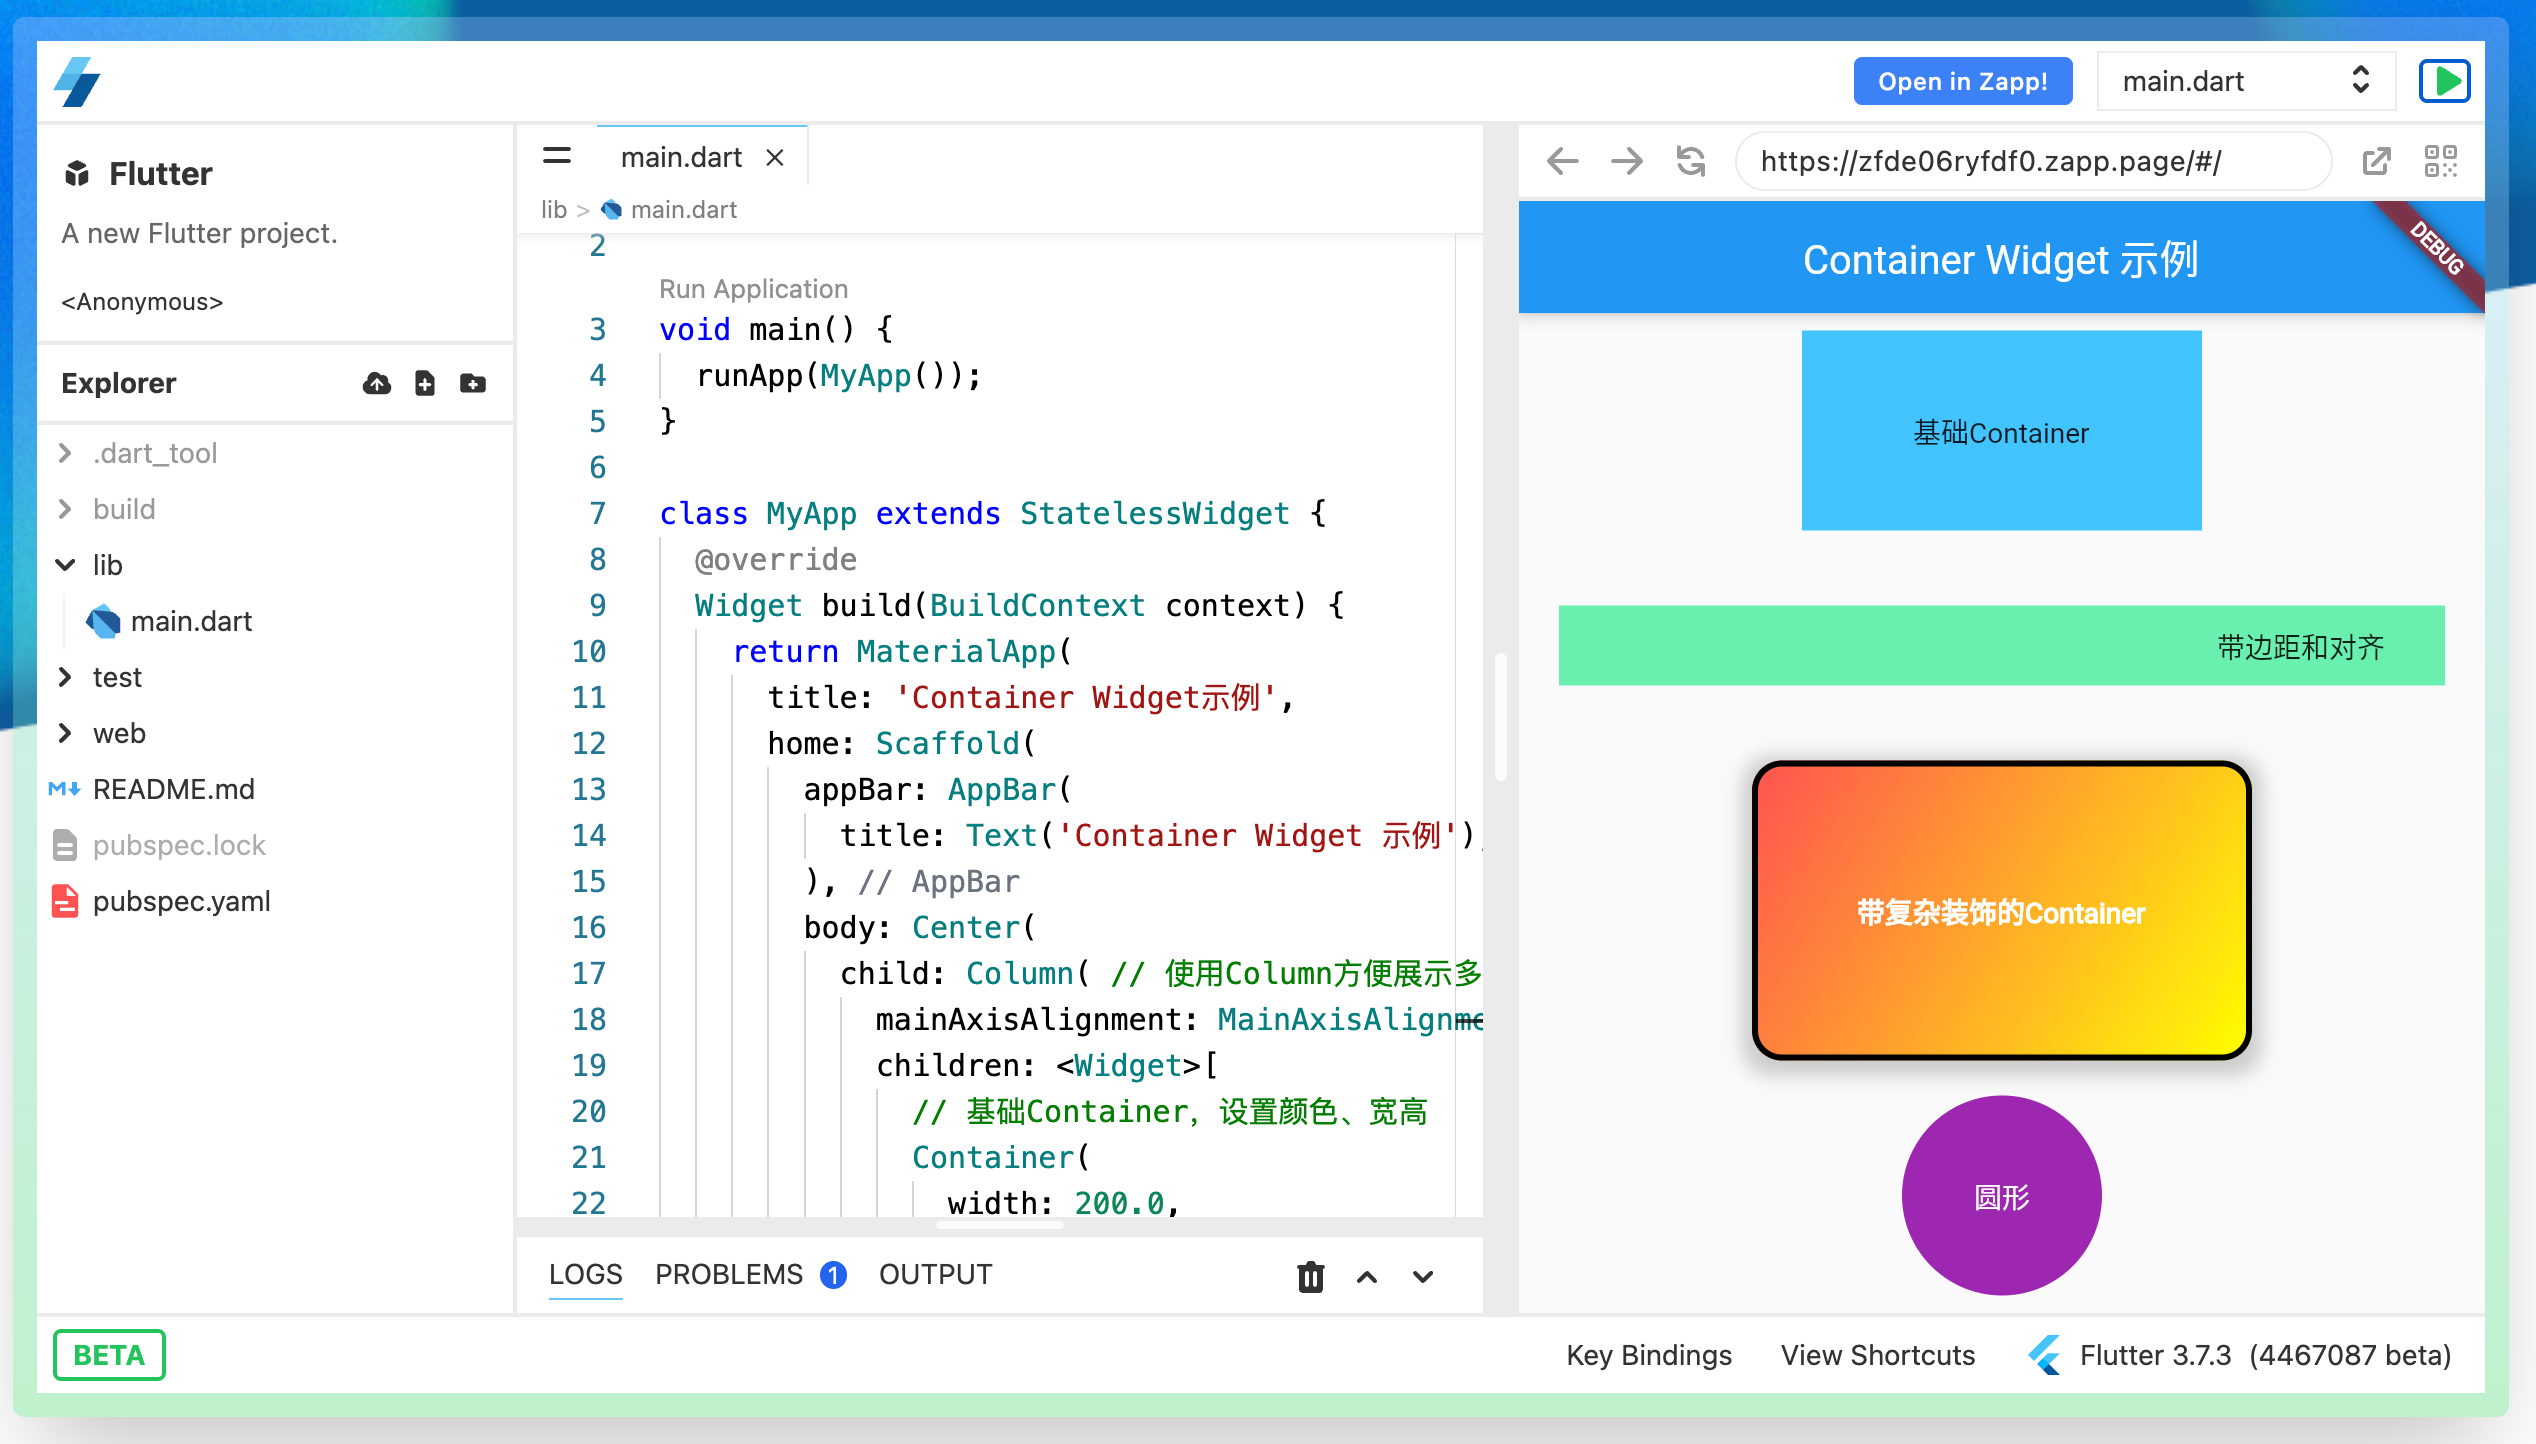 Open in Zapp!
main.dart
Flutter
A new Flutter project.
<Anonymous>
Explorer
.dart_tool
build
lib
main.dart
test
web
README.md
pubspec.lock
pubspec.yaml
main.dart
lib > main.dart
2
Run Application
3 void main() {
4 runApp(MyApp());
5 }
6
7 class MyApp extends StatelessWidget {
8 @override
9 Widget build(BuildContext context) {
10 return MaterialApp(
11 title: 'Container Widget示例',
12 home: Scaffold(
13 appBar: AppBar(
14 title: Text('Container Widget 示例'),
15 ), // AppBar
16 body: Center(
17 child: Column( // 使用Column方便展示多
18 mainAxisAlignment: MainAxisAlignme
19 children: <Widget>[
20 // 基础Container，设置颜色、宽高
21 Container(
22 width: 200.0,
LOGS PROBLEMS 1 OUTPUT
https://zfde06ryfdf0.zapp.page/#/
Container Widget 示例
DEBUG
基础Container
带边距和对齐
带复杂装饰的Container
圆形
BETA
Key Bindings View Shortcuts Flutter 3.7.3 (4467087 beta)